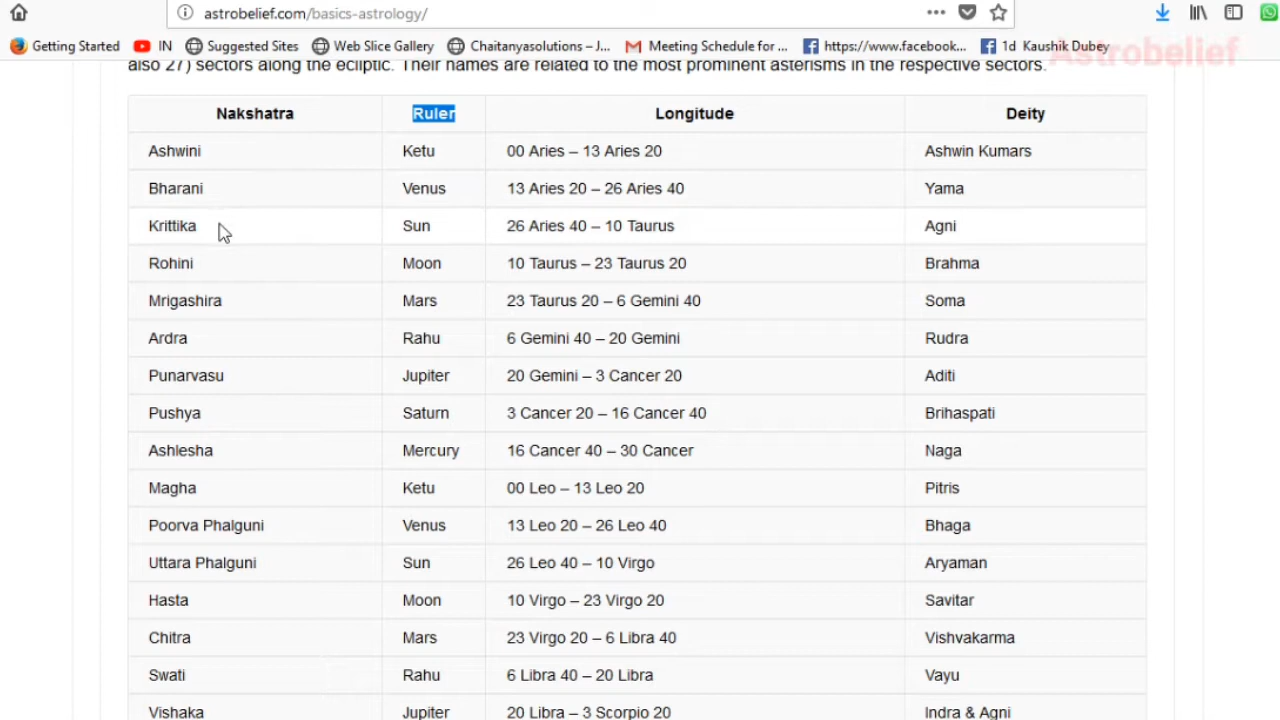 astrobelief.com/basics-astrology/
Getting Started IN Suggested Sites Web Slice Gallery Chaitanyasolutions – J... Meeting Schedule for ... https://www.facebook... 1d Kaushik Dubey
Astrobelief
also 27) sectors along the ecliptic. Their names are related to the most prominent asterisms in the respective sectors.
Nakshatra Ruler Longitude Deity
Ashwini Ketu 00 Aries – 13 Aries 20 Ashwin Kumars
Bharani Venus 13 Aries 20 – 26 Aries 40 Yama
Krittika Sun 26 Aries 40 – 10 Taurus Agni
Rohini Moon 10 Taurus – 23 Taurus 20 Brahma
Mrigashira Mars 23 Taurus 20 – 6 Gemini 40 Soma
Ardra Rahu 6 Gemini 40 – 20 Gemini Rudra
Punarvasu Jupiter 20 Gemini – 3 Cancer 20 Aditi
Pushya Saturn 3 Cancer 20 – 16 Cancer 40 Brihaspati
Ashlesha Mercury 16 Cancer 40 – 30 Cancer Naga
Magha Ketu 00 Leo – 13 Leo 20 Pitris
Poorva Phalguni Venus 13 Leo 20 – 26 Leo 40 Bhaga
Uttara Phalguni Sun 26 Leo 40 – 10 Virgo Aryaman
Hasta Moon 10 Virgo – 23 Virgo 20 Savitar
Chitra Mars 23 Virgo 20 – 6 Libra 40 Vishvakarma
Swati Rahu 6 Libra 40 – 20 Libra Vayu
Vishaka Jupiter 20 Libra – 3 Scorpio 20 Indra & Agni